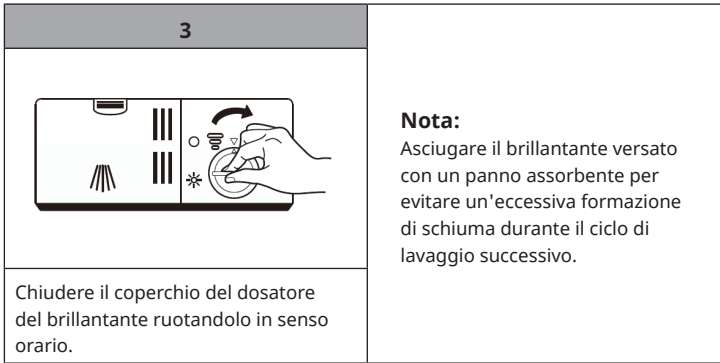 3
Chiudere il coperchio del dosatore
del brillantante ruotandolo in senso
orario.
Nota:
Asciugare il brillantante versato
con un panno assorbente per
evitare un'eccessiva formazione
di schiuma durante il ciclo di
lavaggio successivo.